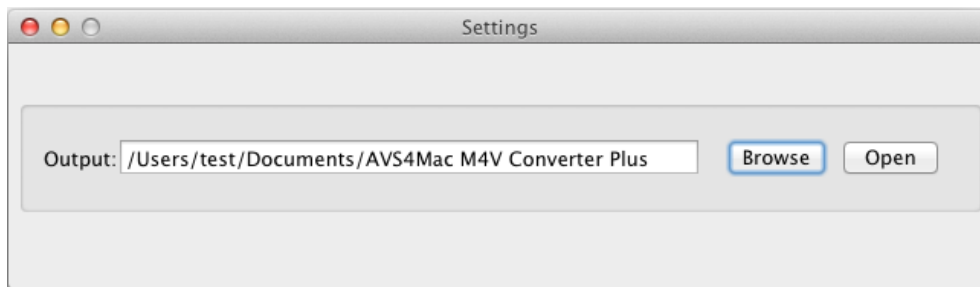 Settings
Output: /Users/test/Documents/AVS4Mac M4V Converter Plus Browse Open